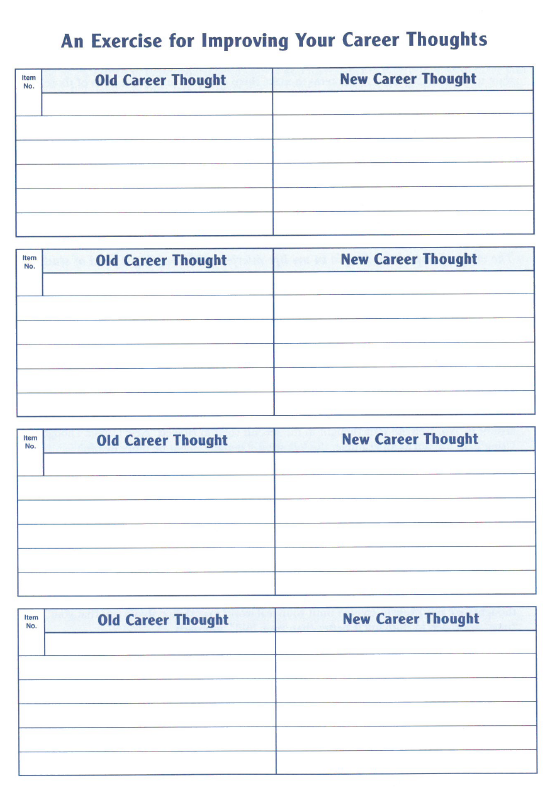 An Exercise for Improving Your Career Thoughts
Item
No.
Old Career Thought
New Career Thought
Item
No.
Old Career Thought
New Career Thought
Item
No.
Old Career Thought
New Career Thought
Item
No.
Old Career Thought
New Career Thought